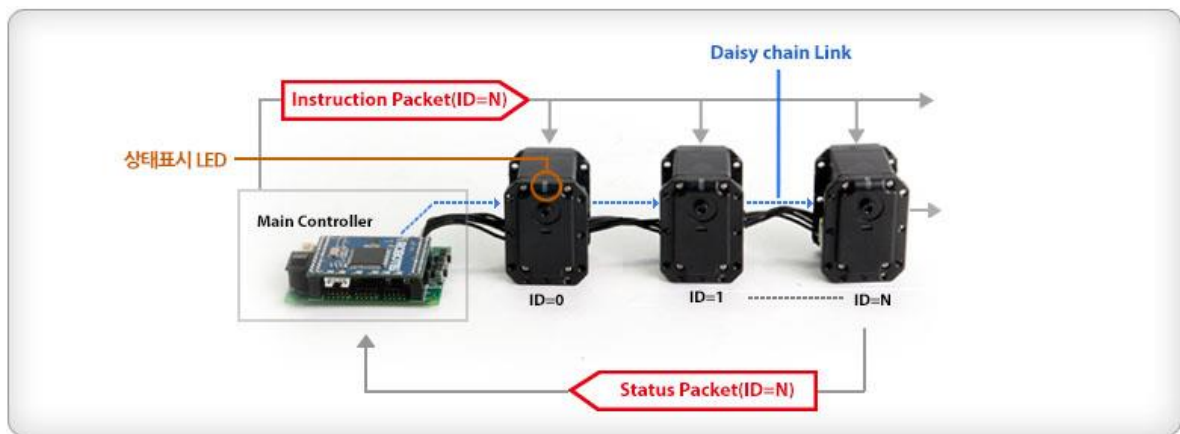 Daisy chain Link
Instruction Packet(ID=N)
상태표시 LED
Main Controller
ID=0
ID=1
ID=N
Status Packet(ID=N)